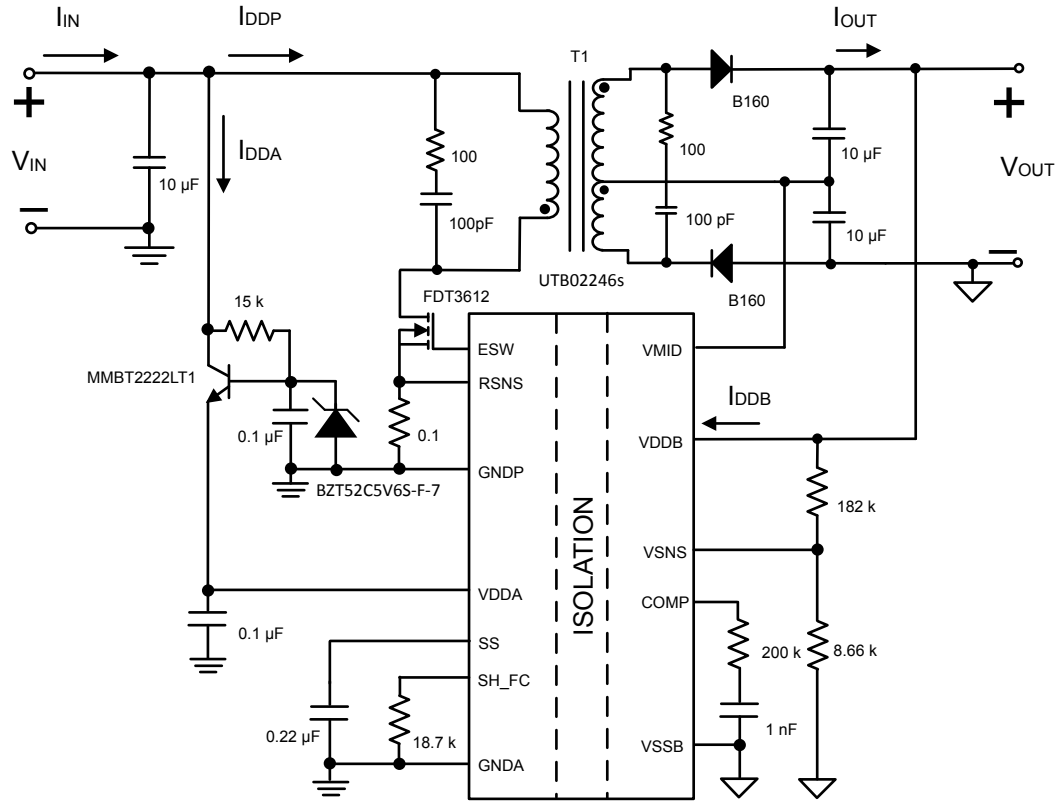 IIN
IDDP
IOUT
T1
+
VIN
−
10 µF
IDDA
100
100pF
100
100 pF
B160
B160
10 µF
10 µF
+
VOUT
−
UTB02246s
FDT3612
15 k
MMBT2222LT1
0.1 µF
BZT52C5V6S-F-7
0.1
ESW
RSNS
GNDP
VDDA
SS
SH_FC
GNDA
ISOLATION
VMID
VDDB
VSNS
COMP
VSSB
IDDB
182 k
8.66 k
200 k
1 nF
0.1 µF
0.22 µF
18.7 k